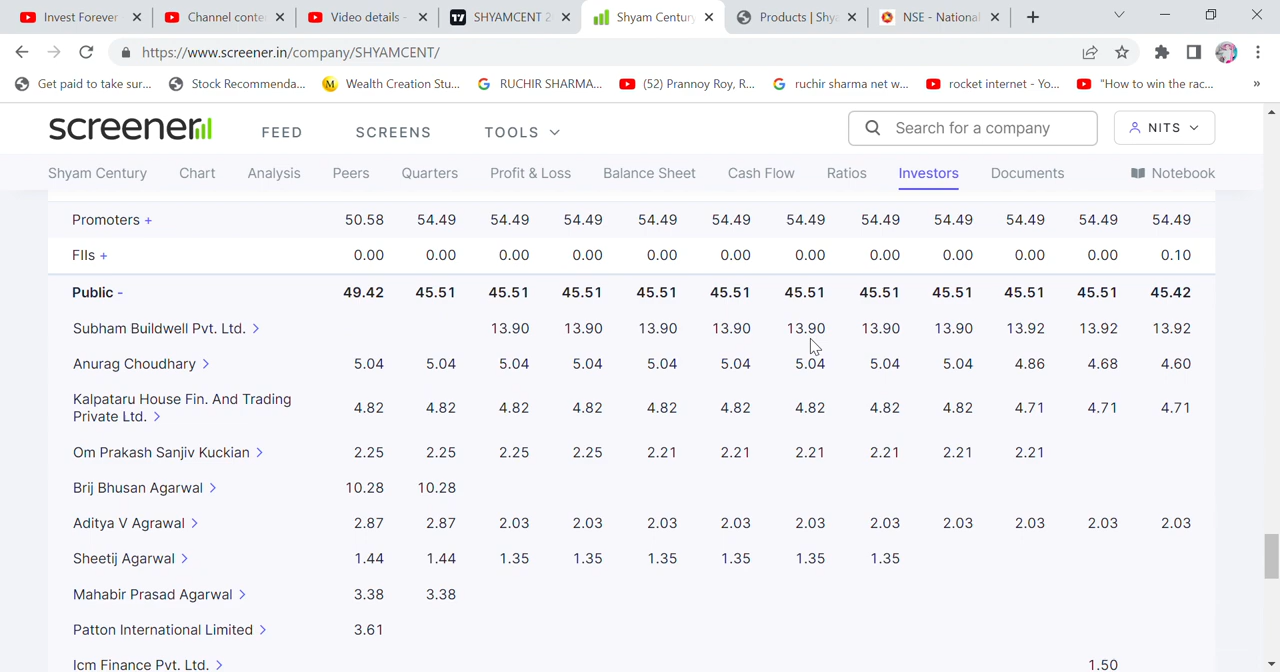 Invest Forever
Channel conte
Video details -
SHYAMCENT 2
Shyam Century
Products | Shy
NSE - National
https://www.screener.in/company/SHYAMCENT/
Get paid to take sur...
Stock Recommenda...
Wealth Creation Stu...
RUCHIR SHARMA...
(52) Prannoy Roy, R...
ruchir sharma net w...
rocket internet - Yo...
"How to win the rac...
»
screener
FEED
SCREENS
TOOLS
Search for a company
NITS
Shyam Century Chart Analysis Peers Quarters Profit & Loss Balance Sheet Cash Flow Ratios Investors Documents Notebook
Promoters + 50.58 54.49 54.49 54.49 54.49 54.49 54.49 54.49 54.49 54.49 54.49 54.49
FIIs + 0.00 0.00 0.00 0.00 0.00 0.00 0.00 0.00 0.00 0.00 0.00 0.10
Public - 49.42 45.51 45.51 45.51 45.51 45.51 45.51 45.51 45.51 45.51 45.51 45.42
Subham Buildwell Pvt. Ltd. > 13.90 13.90 13.90 13.90 13.90 13.90 13.90 13.92 13.92 13.92
Anurag Choudhary > 5.04 5.04 5.04 5.04 5.04 5.04 5.04 5.04 5.04 4.86 4.68 4.60
Kalpataru House Fin. And Trading
Private Ltd. > 4.82 4.82 4.82 4.82 4.82 4.82 4.82 4.82 4.82 4.71 4.71 4.71
Om Prakash Sanjiv Kuckian > 2.25 2.25 2.25 2.25 2.21 2.21 2.21 2.21 2.21 2.21
Brij Bhusan Agarwal > 10.28 10.28
Aditya V Agrawal > 2.87 2.87 2.03 2.03 2.03 2.03 2.03 2.03 2.03 2.03 2.03 2.03
Sheetij Agarwal > 1.44 1.44 1.35 1.35 1.35 1.35 1.35 1.35
Mahabir Prasad Agarwal > 3.38 3.38
Patton International Limited > 3.61
Icm Finance Pvt. Ltd. > 1.50